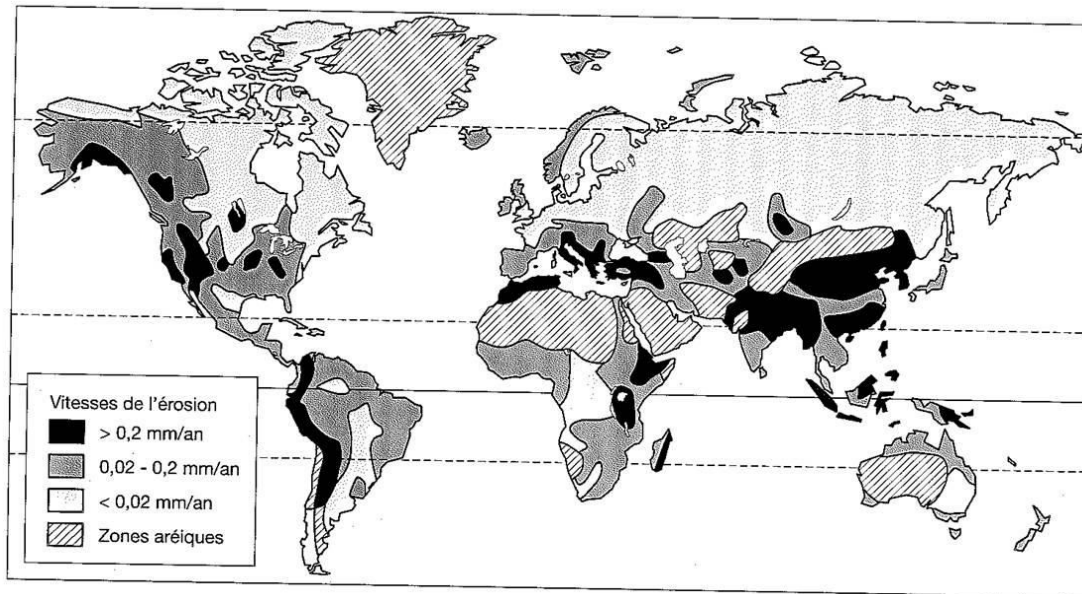 Vitesses de l'érosion
> 0,2 mm/an
0,02 - 0,2 mm/an
< 0,02 mm/an
Zones aréiques